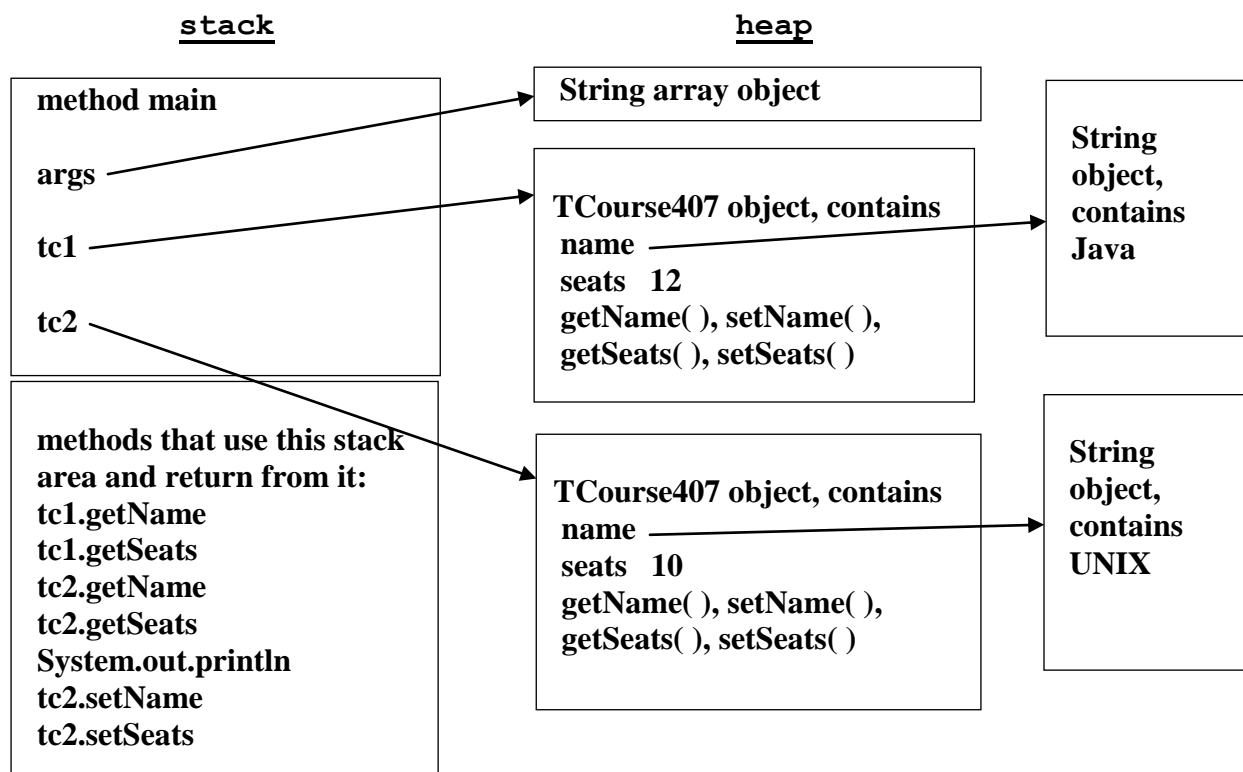 stack
heap
method main
args
tc1
tc2
methods that use this stack
area and return from it:
tc1.getName
tc1.getSeats
tc2.getName
tc2.getSeats
System.out.println
tc2.setName
tc2.setSeats
String array object
TCourse407 object, contains
name
seats 12
getName( ), setName( ),
getSeats( ), setSeats( )
TCourse407 object, contains
name
seats 10
getName( ), setName( ),
getSeats( ), setSeats( )
String
object,
contains
Java
String
object,
contains
UNIX